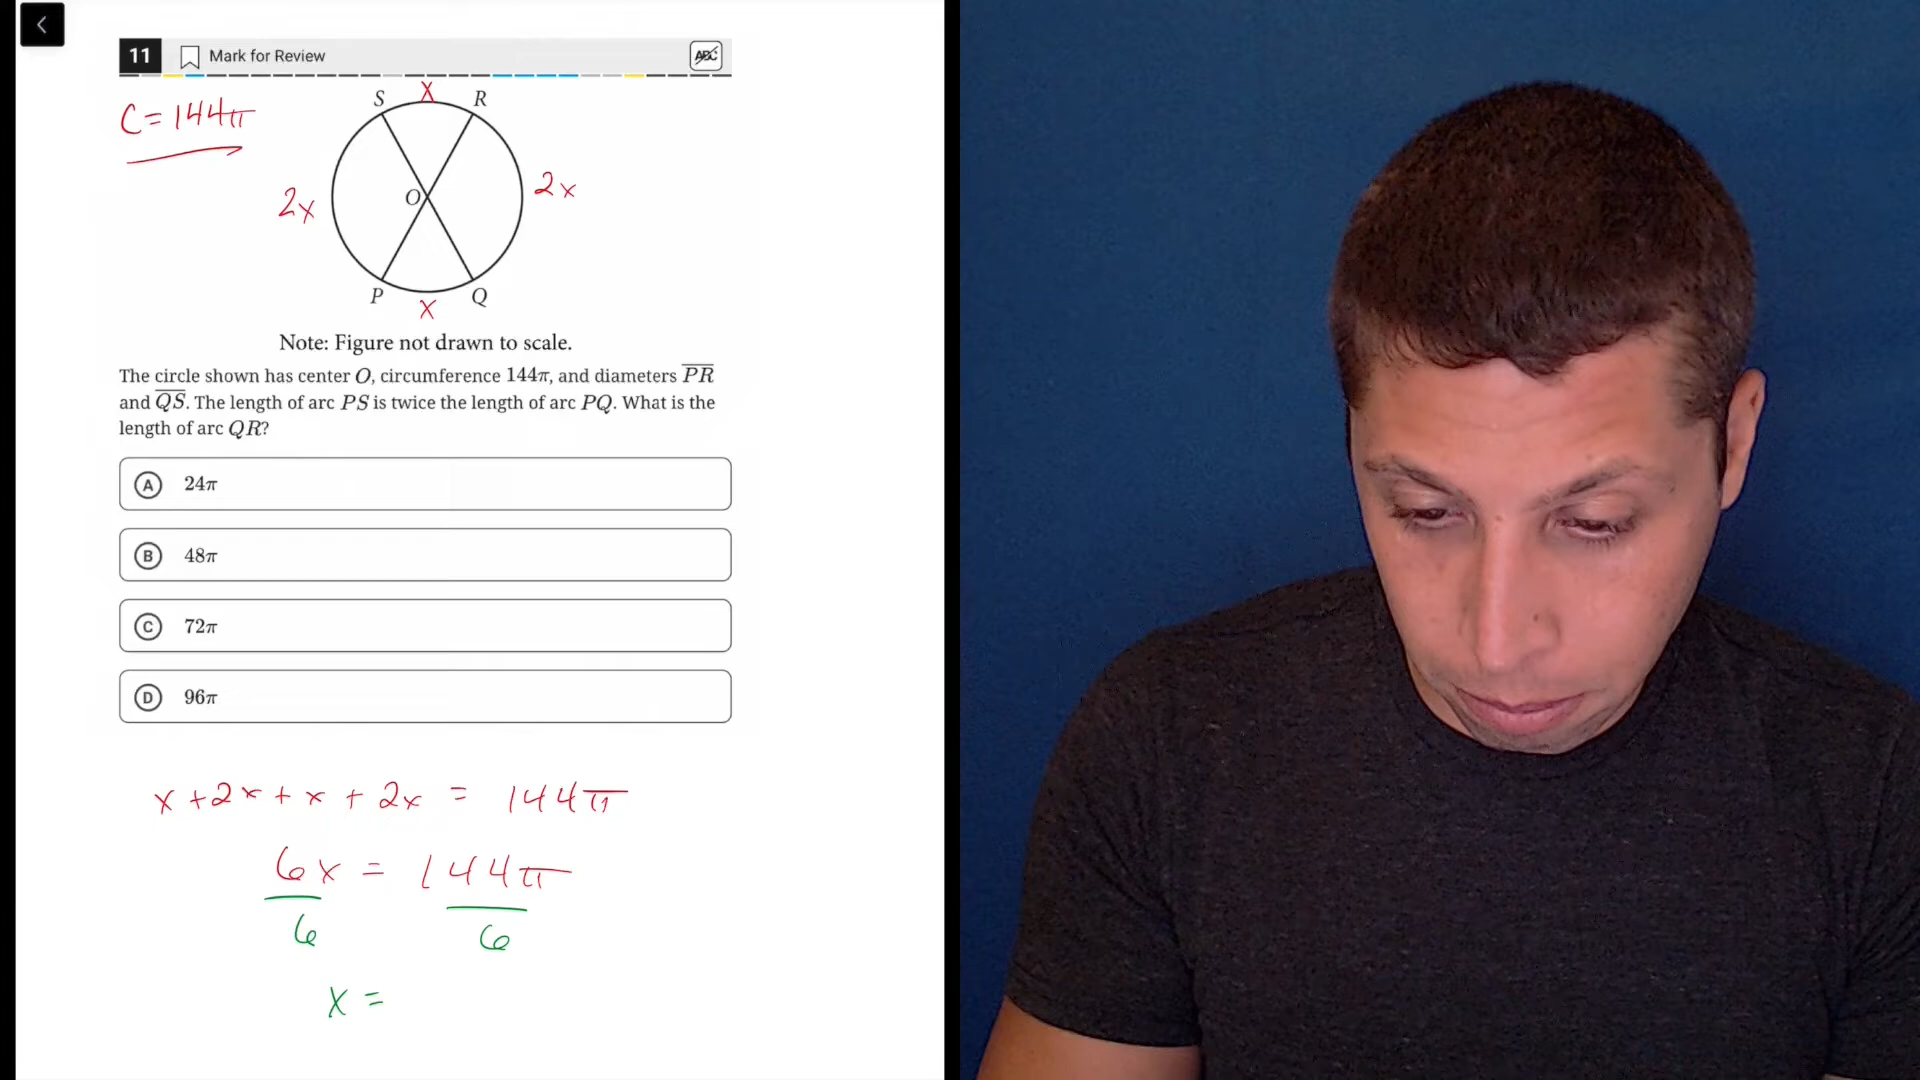 11 Mark for Review ABC
C = 144π
S x R
2x O 2x
P x Q
Note: Figure not drawn to scale.
The circle shown has center O, circumference 144π, and diameters PR
and QS. The length of arc PS is twice the length of arc PQ. What is the
length of arc QR?
A 24π
B 48π
C 72π
D 96π
x + 2x + x + 2x = 144π
6x = 144π
6 6
x =